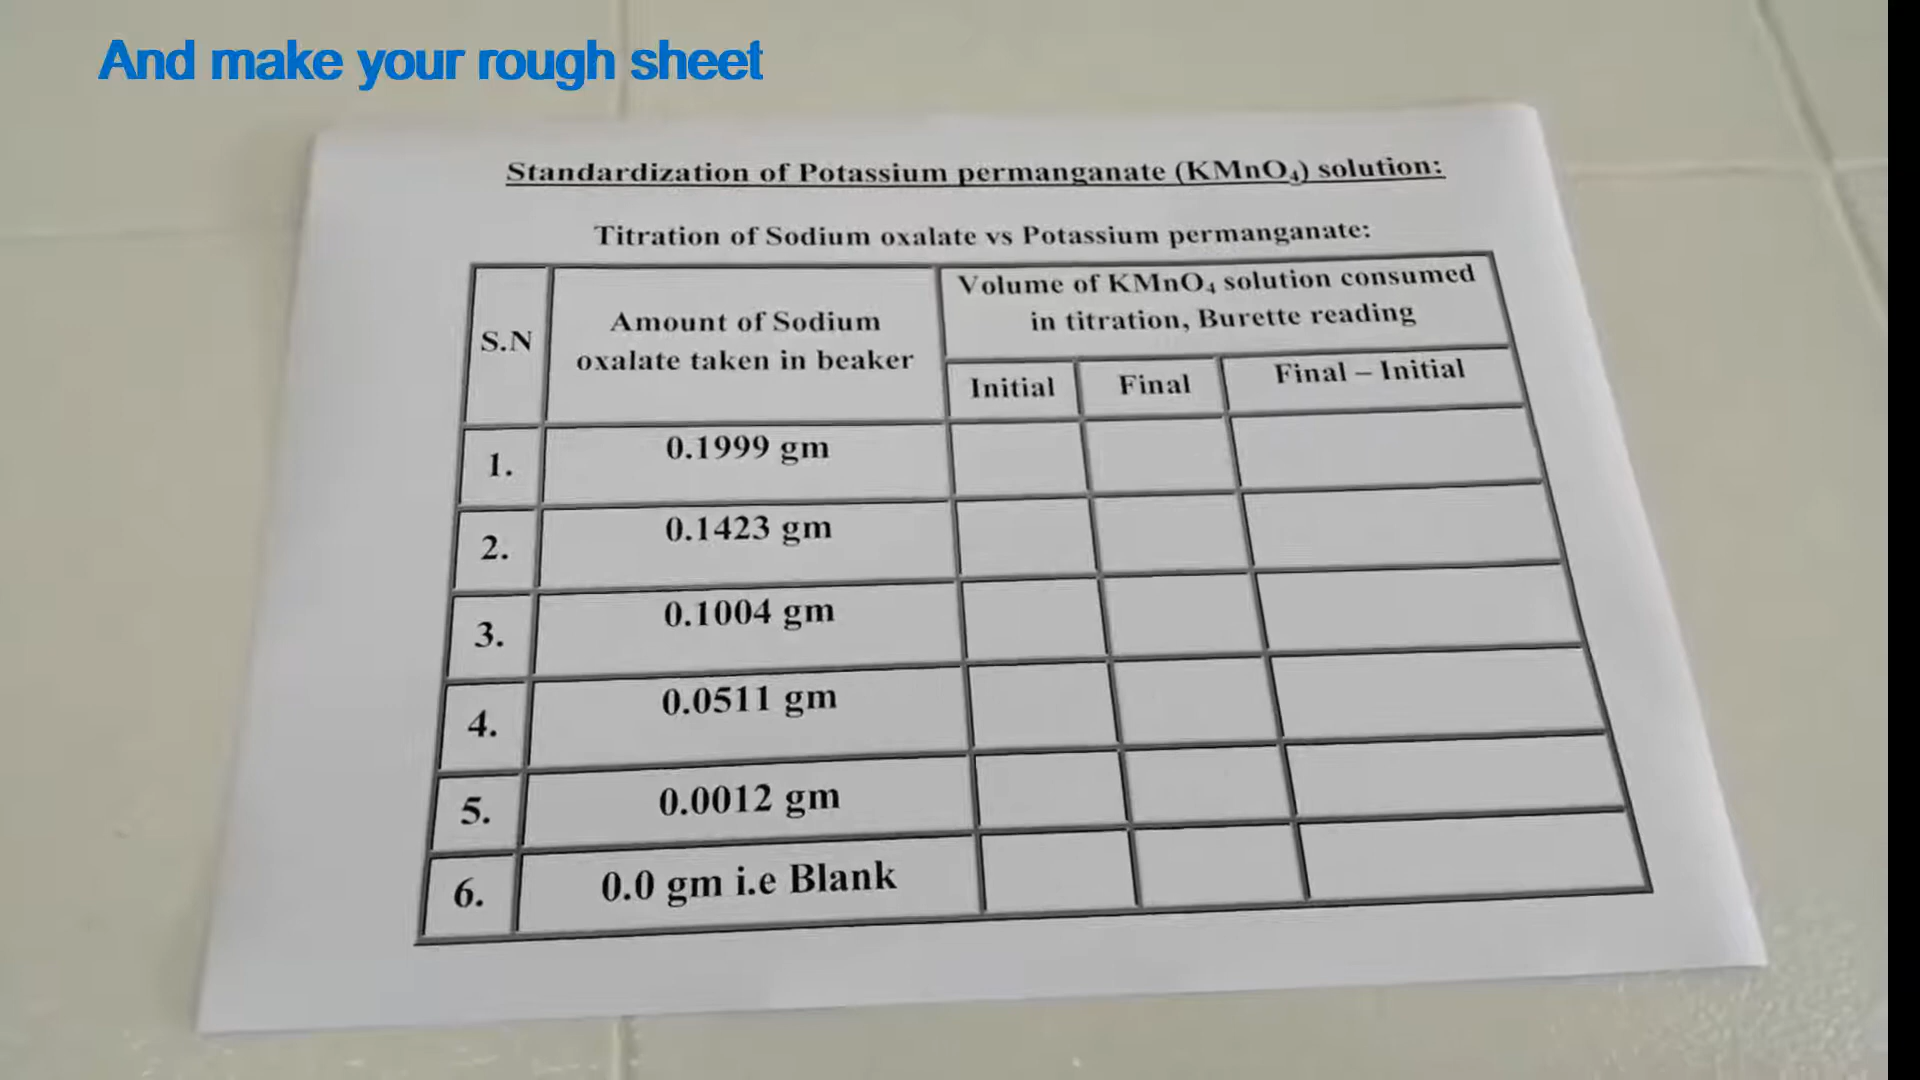 And make your rough sheet
Standardization of Potassium permanganate (KMnO₄) solution:
Titration of Sodium oxalate vs Potassium permanganate:
S.N
Amount of Sodium
oxalate taken in beaker
Volume of KMnO₄ solution consumed
in titration, Burette reading
Initial
Final
Final – Initial
1.
0.1999 gm
2.
0.1423 gm
3.
0.1004 gm
4.
0.0511 gm
5.
0.0012 gm
6.
0.0 gm i.e Blank